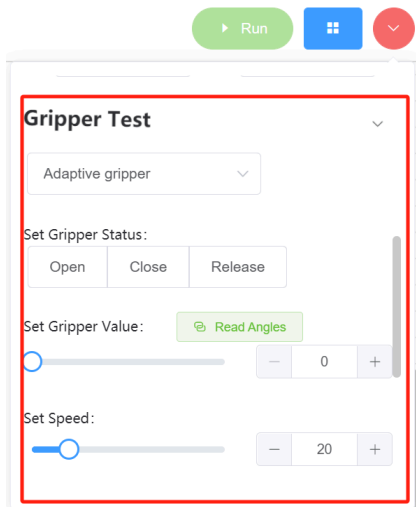 Run
Gripper Test
Adaptive gripper
Set Gripper Status:
Open Close Release
Set Gripper Value: Read Angles
0
Set Speed:
20